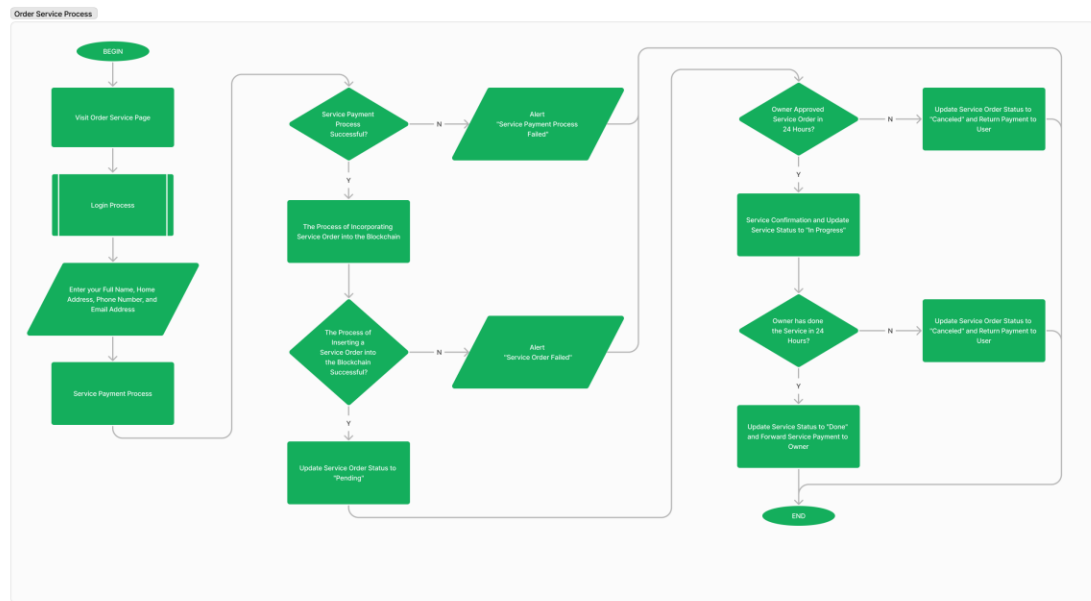 Order Service Process
BEGIN
Visit Order Service Page
Login Process
Enter your Full Name, Home
Address, Phone Number, and
Email Address
Service Payment Process
Service Payment
Process
Successful?
N
Alert
"Service Payment Process
Failed"
Y
The Process of Incorporating
Service Order into the Blockchain
The Process of
Inserting a
Service Order into
the Blockchain
Successful?
N
Alert
"Service Order Failed"
Y
Update Service Order Status to
"Pending"
Owner Approved
Service Order in
24 Hours?
N
Update Service Order Status to
"Canceled" and Return Payment to
User
Y
Service Confirmation and Update
Service Status to "In Progress"
Owner has done
the Service in 24
Hours?
N
Update Service Order Status to
"Canceled" and Return Payment to
User
Y
Update Service Status to "Done"
and Forward Service Payment to
Owner
END